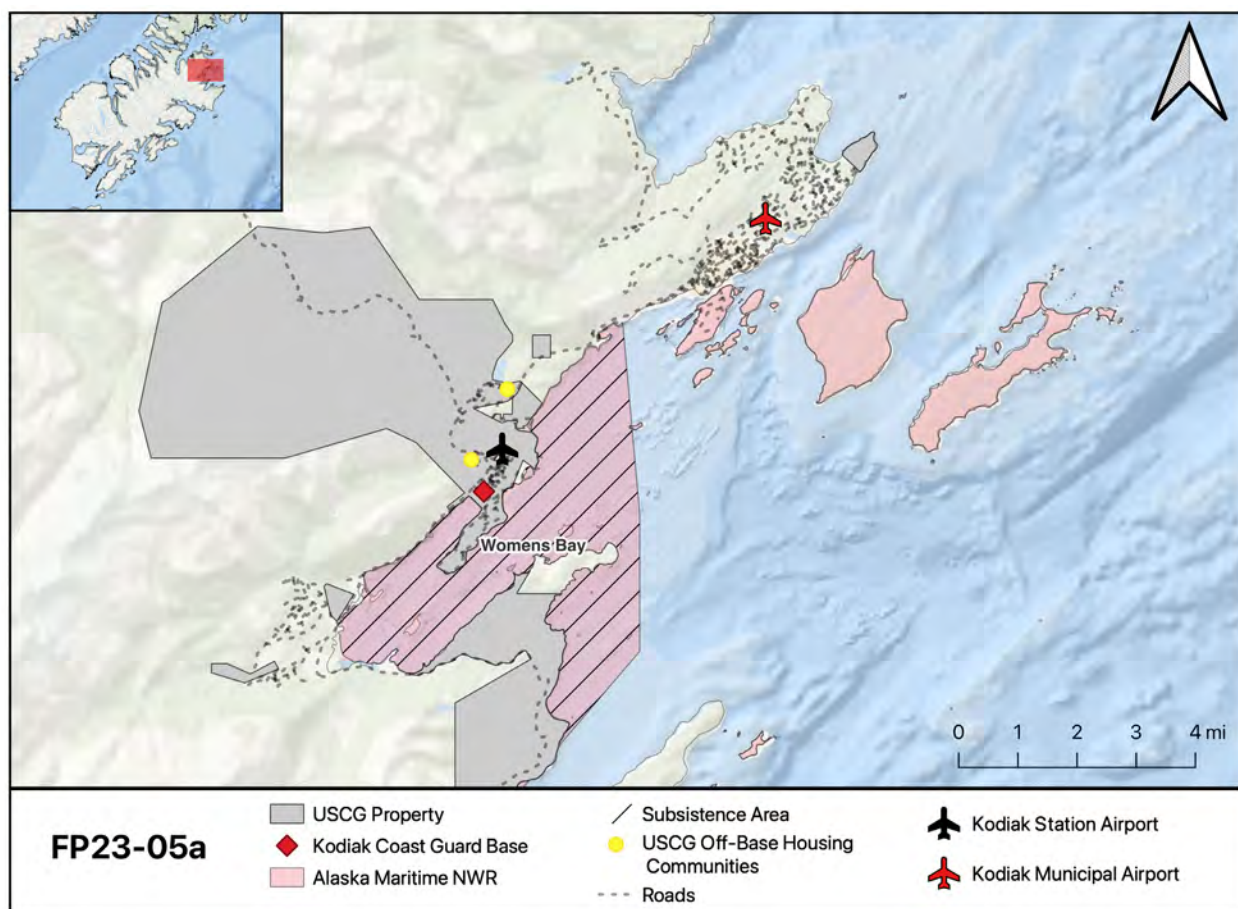 Womens Bay
0 1 2 3 4 mi
FP23-05a
USCG Property
Kodiak Coast Guard Base
Alaska Maritime NWR
Subsistence Area
USCG Off-Base Housing
Communities
Roads
Kodiak Station Airport
Kodiak Municipal Airport